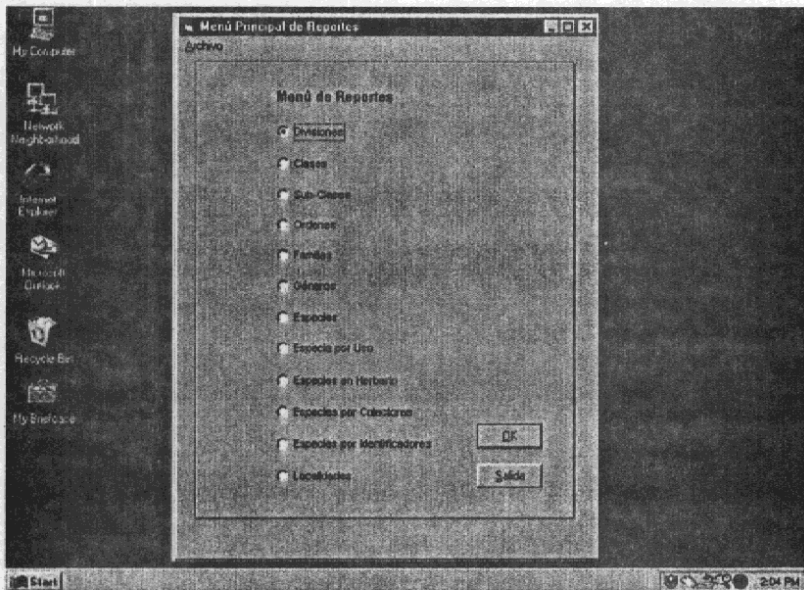 My Computer
Network
Neighborhood
Internet
Explorer
Microsoft
Outlook
Recycle Bin
My Briefcase
Menú Principal de Reportes
Archivo
Menú de Reportes
Divisiones
Clases
Sub-Clases
Ordenes
Familias
Géneros
Especies
Especie por Uso
Especies en Herbario
Especies por Colectores
Especies por Identificadores
Localidades
OK
Salida
Start
2:04 PM